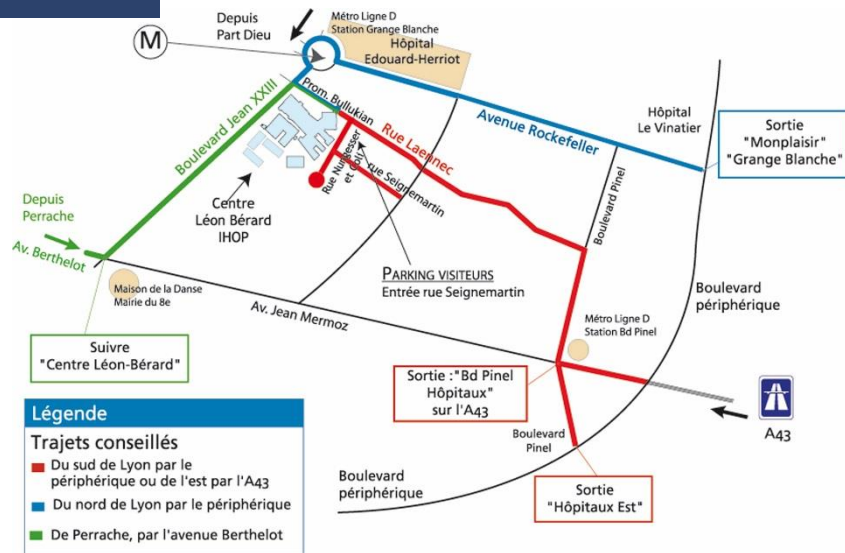 Depuis
Part Dieu
Métro Ligne D
Station Grange Blanche
M
Hôpital
Edouard-Herriot
Prom. Bullukian
Boulevard Jean XXIII
Avenue Rockefeller
Hôpital
Le Vinatier
Sortie
"Monplaisir"
"Grange Blanche"
Rue Laennec
Rue Nungesser
et Coli
rue Seignemartin
Boulevard Pinel
Centre
Léon Bérard
IHOP
Depuis
Perrache
Av. Berthelot
PARKING VISITEURS
Entrée rue Seignemartin
Maison de la Danse
Mairie du 8e
Av. Jean Mermoz
Métro Ligne D
Station Bd Pinel
Boulevard
périphérique
Suivre
"Centre Léon-Bérard"
Sortie :"Bd Pinel
Hôpitaux"
sur l'A43
A43
Boulevard
Pinel
Boulevard
périphérique
Sortie
"Hôpitaux Est"
Légende
Trajets conseillés
Du sud de Lyon par le
périphérique ou de l'est par l'A43
Du nord de Lyon par le périphérique
De Perrache, par l'avenue Berthelot